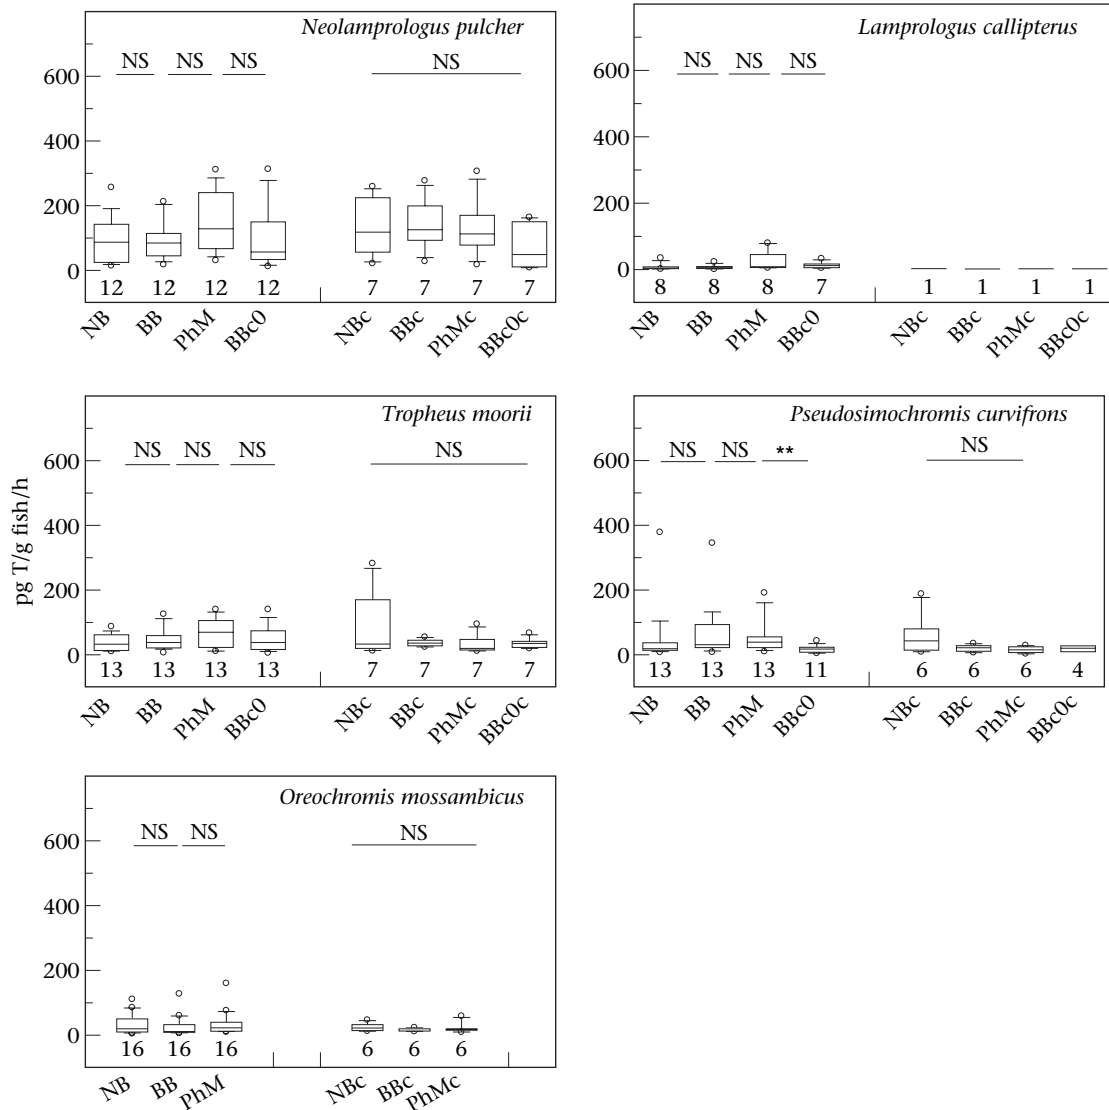 Neolamprologus pulcher
NS NS NS NS
600
400
200
0
12 12 12 12 7 7 7 7
NB BB PhM BBc0 NBc BBc PhMc BBc0c
Lamprologus callipterus
NS NS NS
600
400
200
0
8 8 8 7 1 1 1 1
NB BB PhM BBc0 NBc BBc PhMc BBc0c
pg T/g fish/h
Tropheus moorii
NS NS NS NS
600
400
200
0
13 13 13 13 7 7 7 7
NB BB PhM BBc0 NBc BBc PhMc BBc0c
Pseudosimochromis curvifrons
NS NS ** NS
600
400
200
0
13 13 13 11 6 6 6 4
NB BB PhM BBc0 NBc BBc PhMc BBc0c
Oreochromis mossambicus
NS NS NS
600
400
200
0
16 16 16 6 6 6
NB BB PhM NBc BBc PhMc